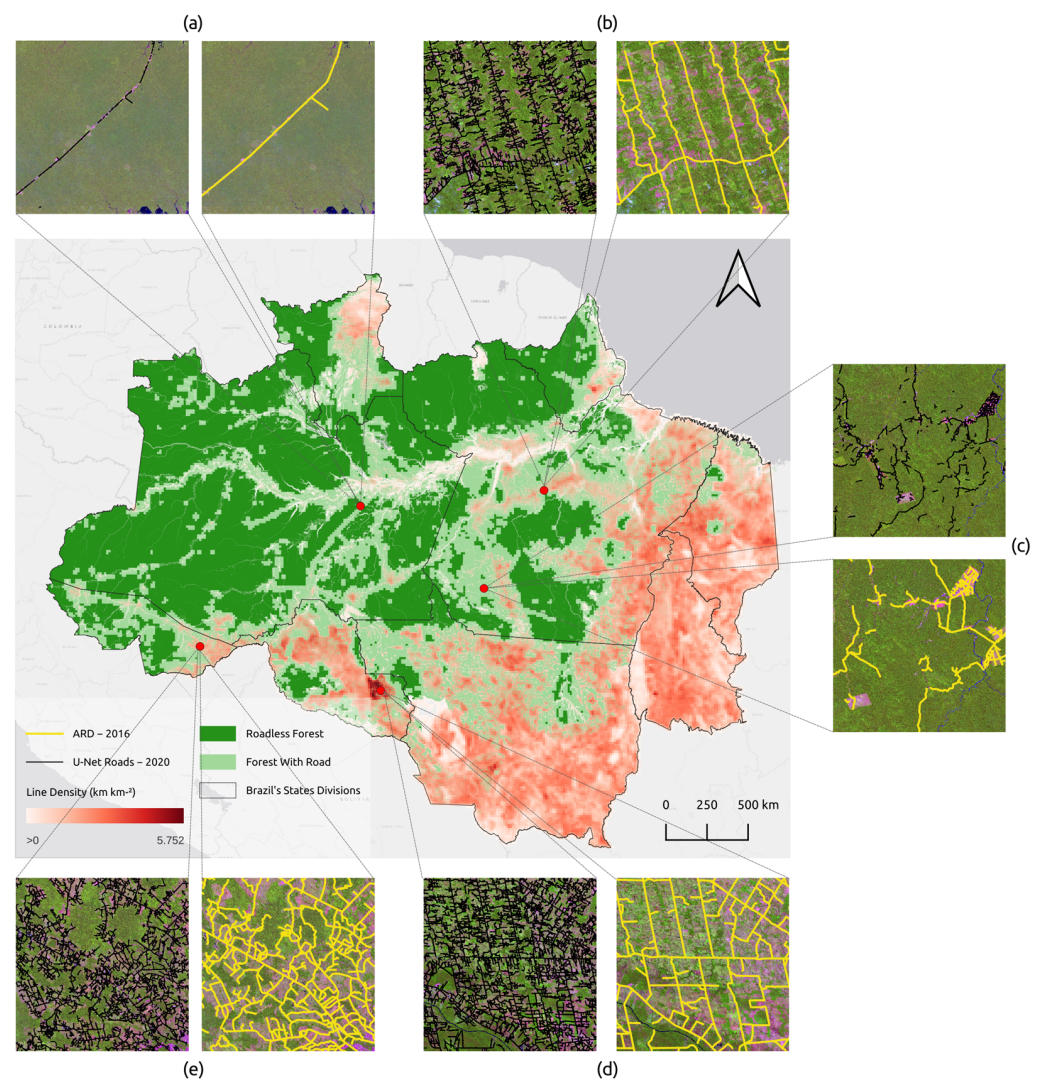 (a)
(b)
COLOMBIA
(c)
ARD – 2016
U-Net Roads – 2020
Line Density (km km-²)
>0
5.752
Roadless Forest
Forest With Road
Brazil's States Divisions
BOLIVIA
0
250
500 km
(e)
(d)